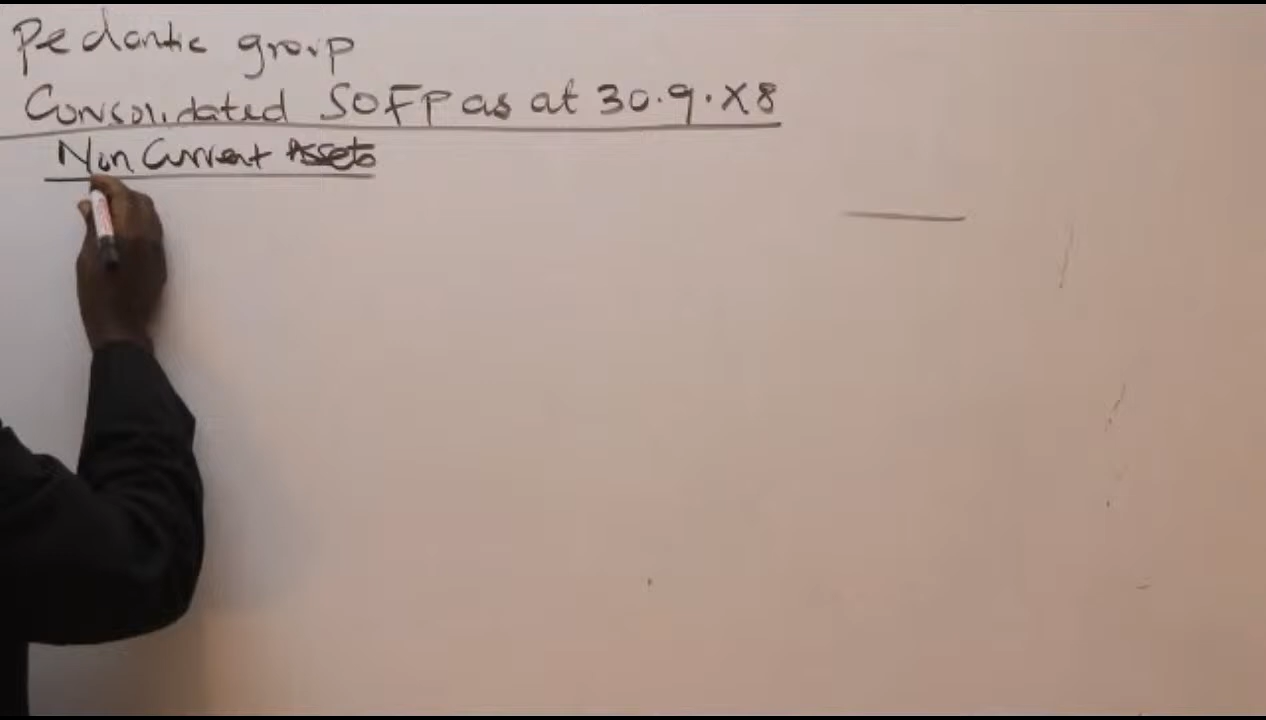 Pedantic group
Consolidated SOFP as at 30.9.X8
Non Current Assets